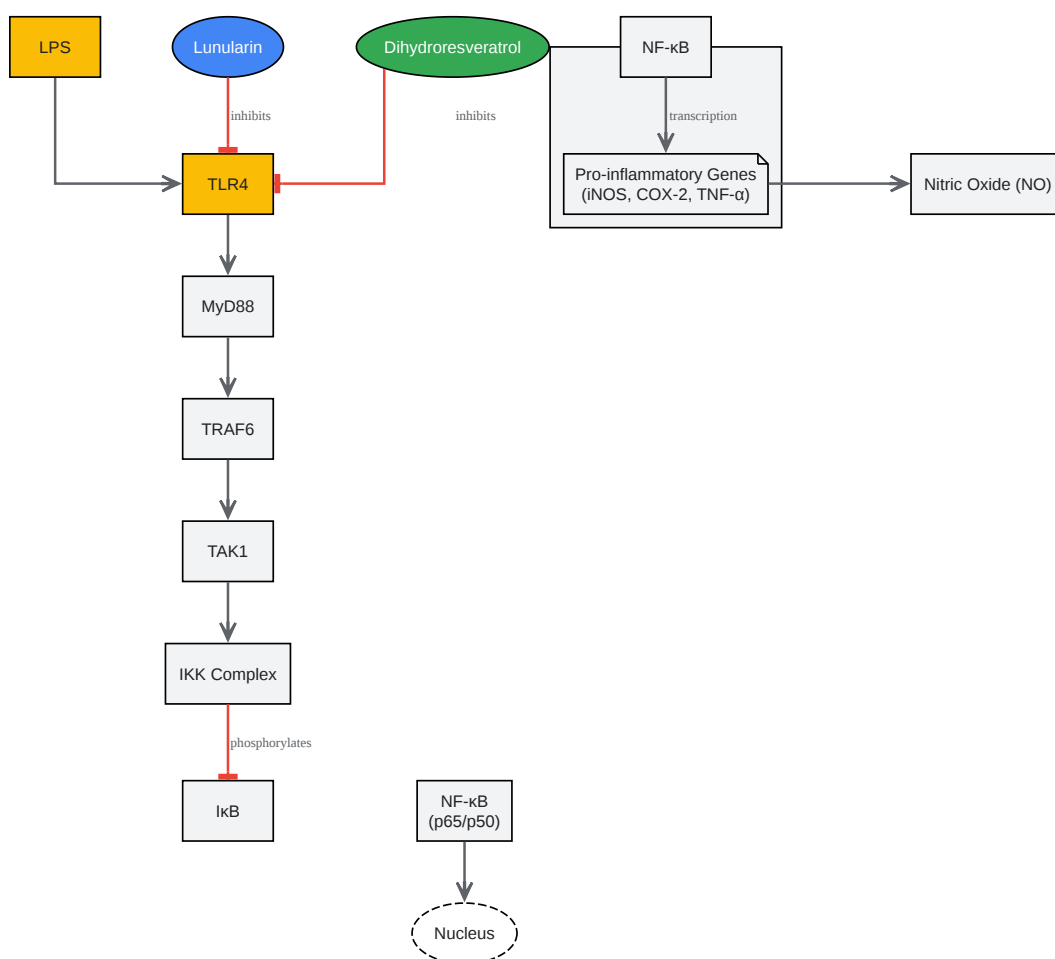 LPS
Lunularin
Dihydroresveratrol
NF-κB
inhibits
inhibits
transcription
TLR4
Pro-inflammatory Genes
(iNOS, COX-2, TNF-α)
Nitric Oxide (NO)
MyD88
TRAF6
TAK1
IKK Complex
phosphorylates
IκB
NF-κB
(p65/p50)
Nucleus